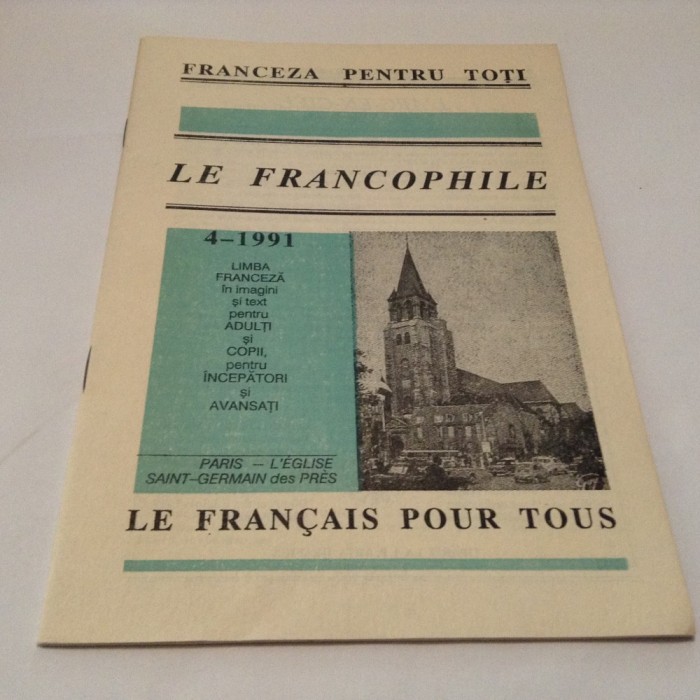 FRANCEZA PENTRU TOȚI
LE FRANCOPHILE
4–1991
LIMBA
FRANCEZĂ
în imagini
și text
pentru
ADULȚI
și
COPII,
pentru
ÎNCEPĂTORI
și
AVANSAȚI
PARIS – L'ÉGLISE
SAINT–GERMAIN des PRÈS
LE FRANÇAIS POUR TOUS